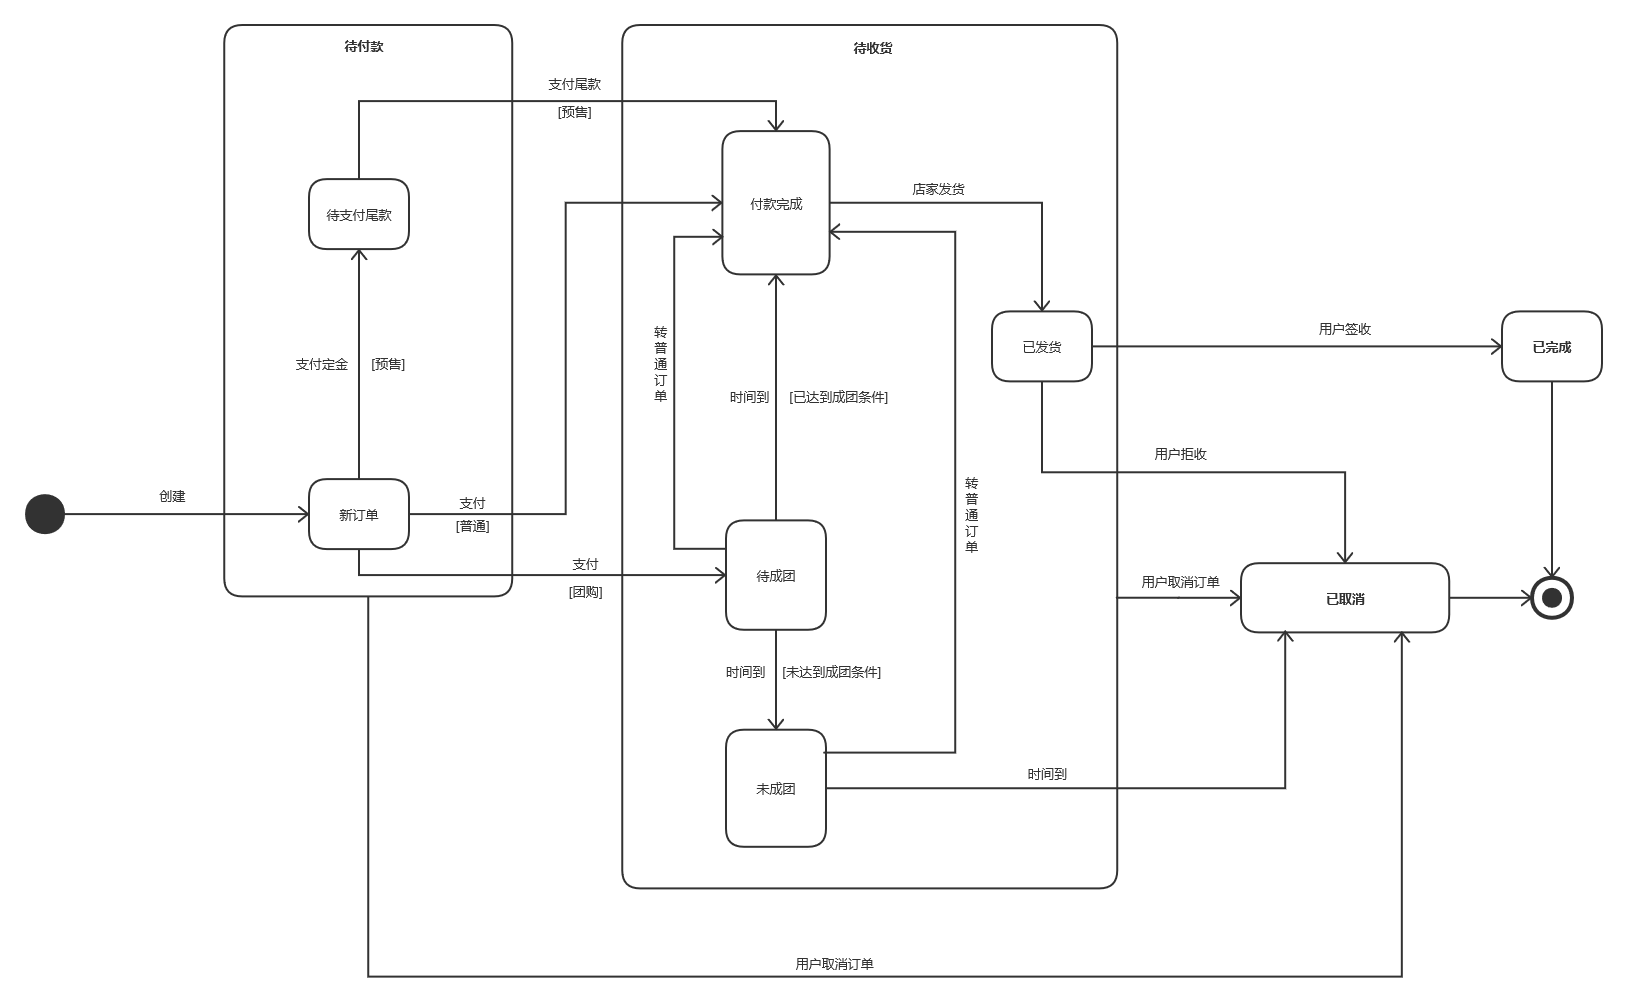 待付款
待收货
支付尾款
[预售]
店家发货
付款完成
待支付尾款
转普通订单
用户签收
已发货
已完成
支付定金
[预售]
时间到
[已达到成团条件]
用户拒收
转普通订单
创建
新订单
支付
[普通]
支付
[团购]
待成团
用户取消订单
已取消
时间到
[未达到成团条件]
时间到
未成团
用户取消订单